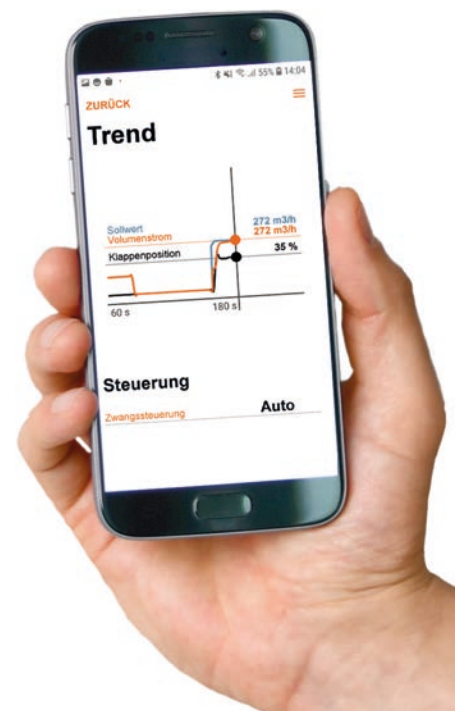 55% 14:04
ZURÜCK
Trend
Sollwert 272 m3/h
Volumenstrom 272 m3/h
Klappenposition 35 %
60 s 180 s
Steuerung
Zwangssteuerung Auto